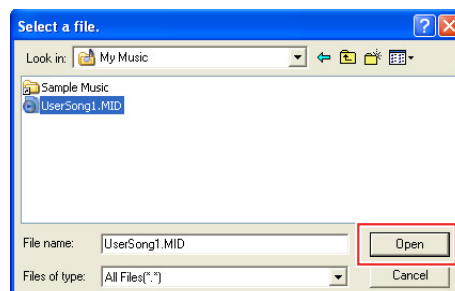 Select a file.
Look in: My Music
Sample Music
UserSong1.MID
File name: UserSong1.MID Open
Files of type: All Files(*.*) Cancel